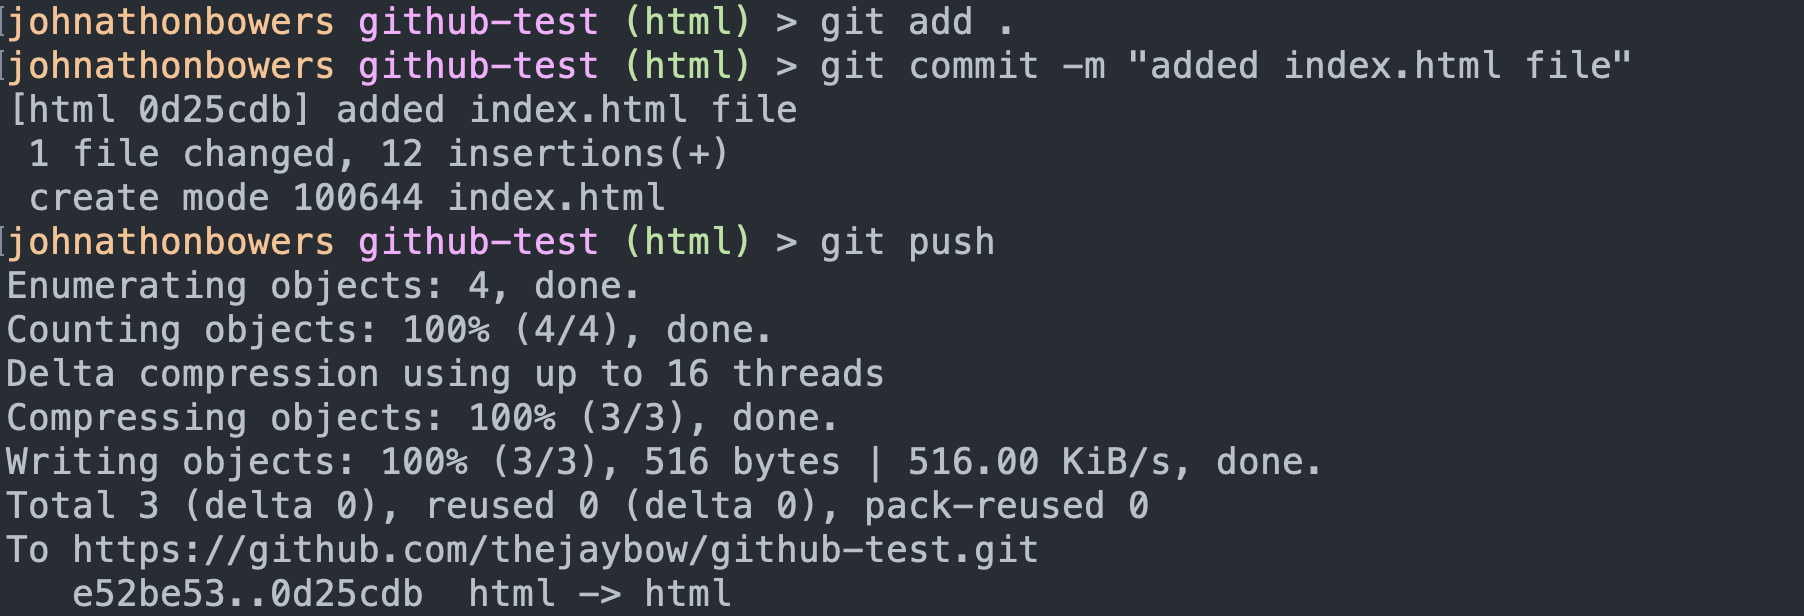 johnathonbowers github-test (html) > git add .
johnathonbowers github-test (html) > git commit -m "added index.html file"
[html 0d25cdb] added index.html file
 1 file changed, 12 insertions(+)
 create mode 100644 index.html
johnathonbowers github-test (html) > git push
Enumerating objects: 4, done.
Counting objects: 100% (4/4), done.
Delta compression using up to 16 threads
Compressing objects: 100% (3/3), done.
Writing objects: 100% (3/3), 516 bytes | 516.00 KiB/s, done.
Total 3 (delta 0), reused 0 (delta 0), pack-reused 0
To https://github.com/thejaybow/github-test.git
   e52be53..0d25cdb  html -> html